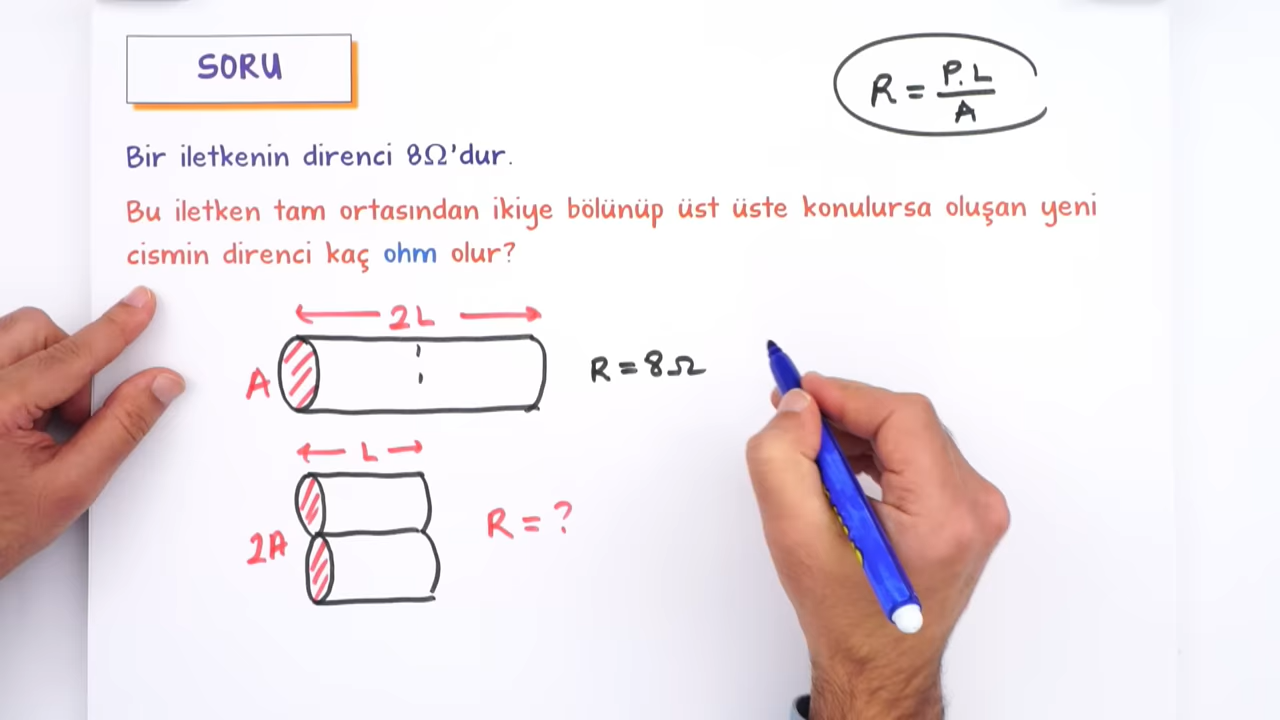 SORU
R = P.L / A
Bir iletkenin direnci 8Ω'dur.
Bu iletken tam ortasından ikiye bölünüp üst üste konulursa oluşan yeni
cismin direnci kaç ohm olur?
2L
A
R = 8Ω
L
2A
R = ?